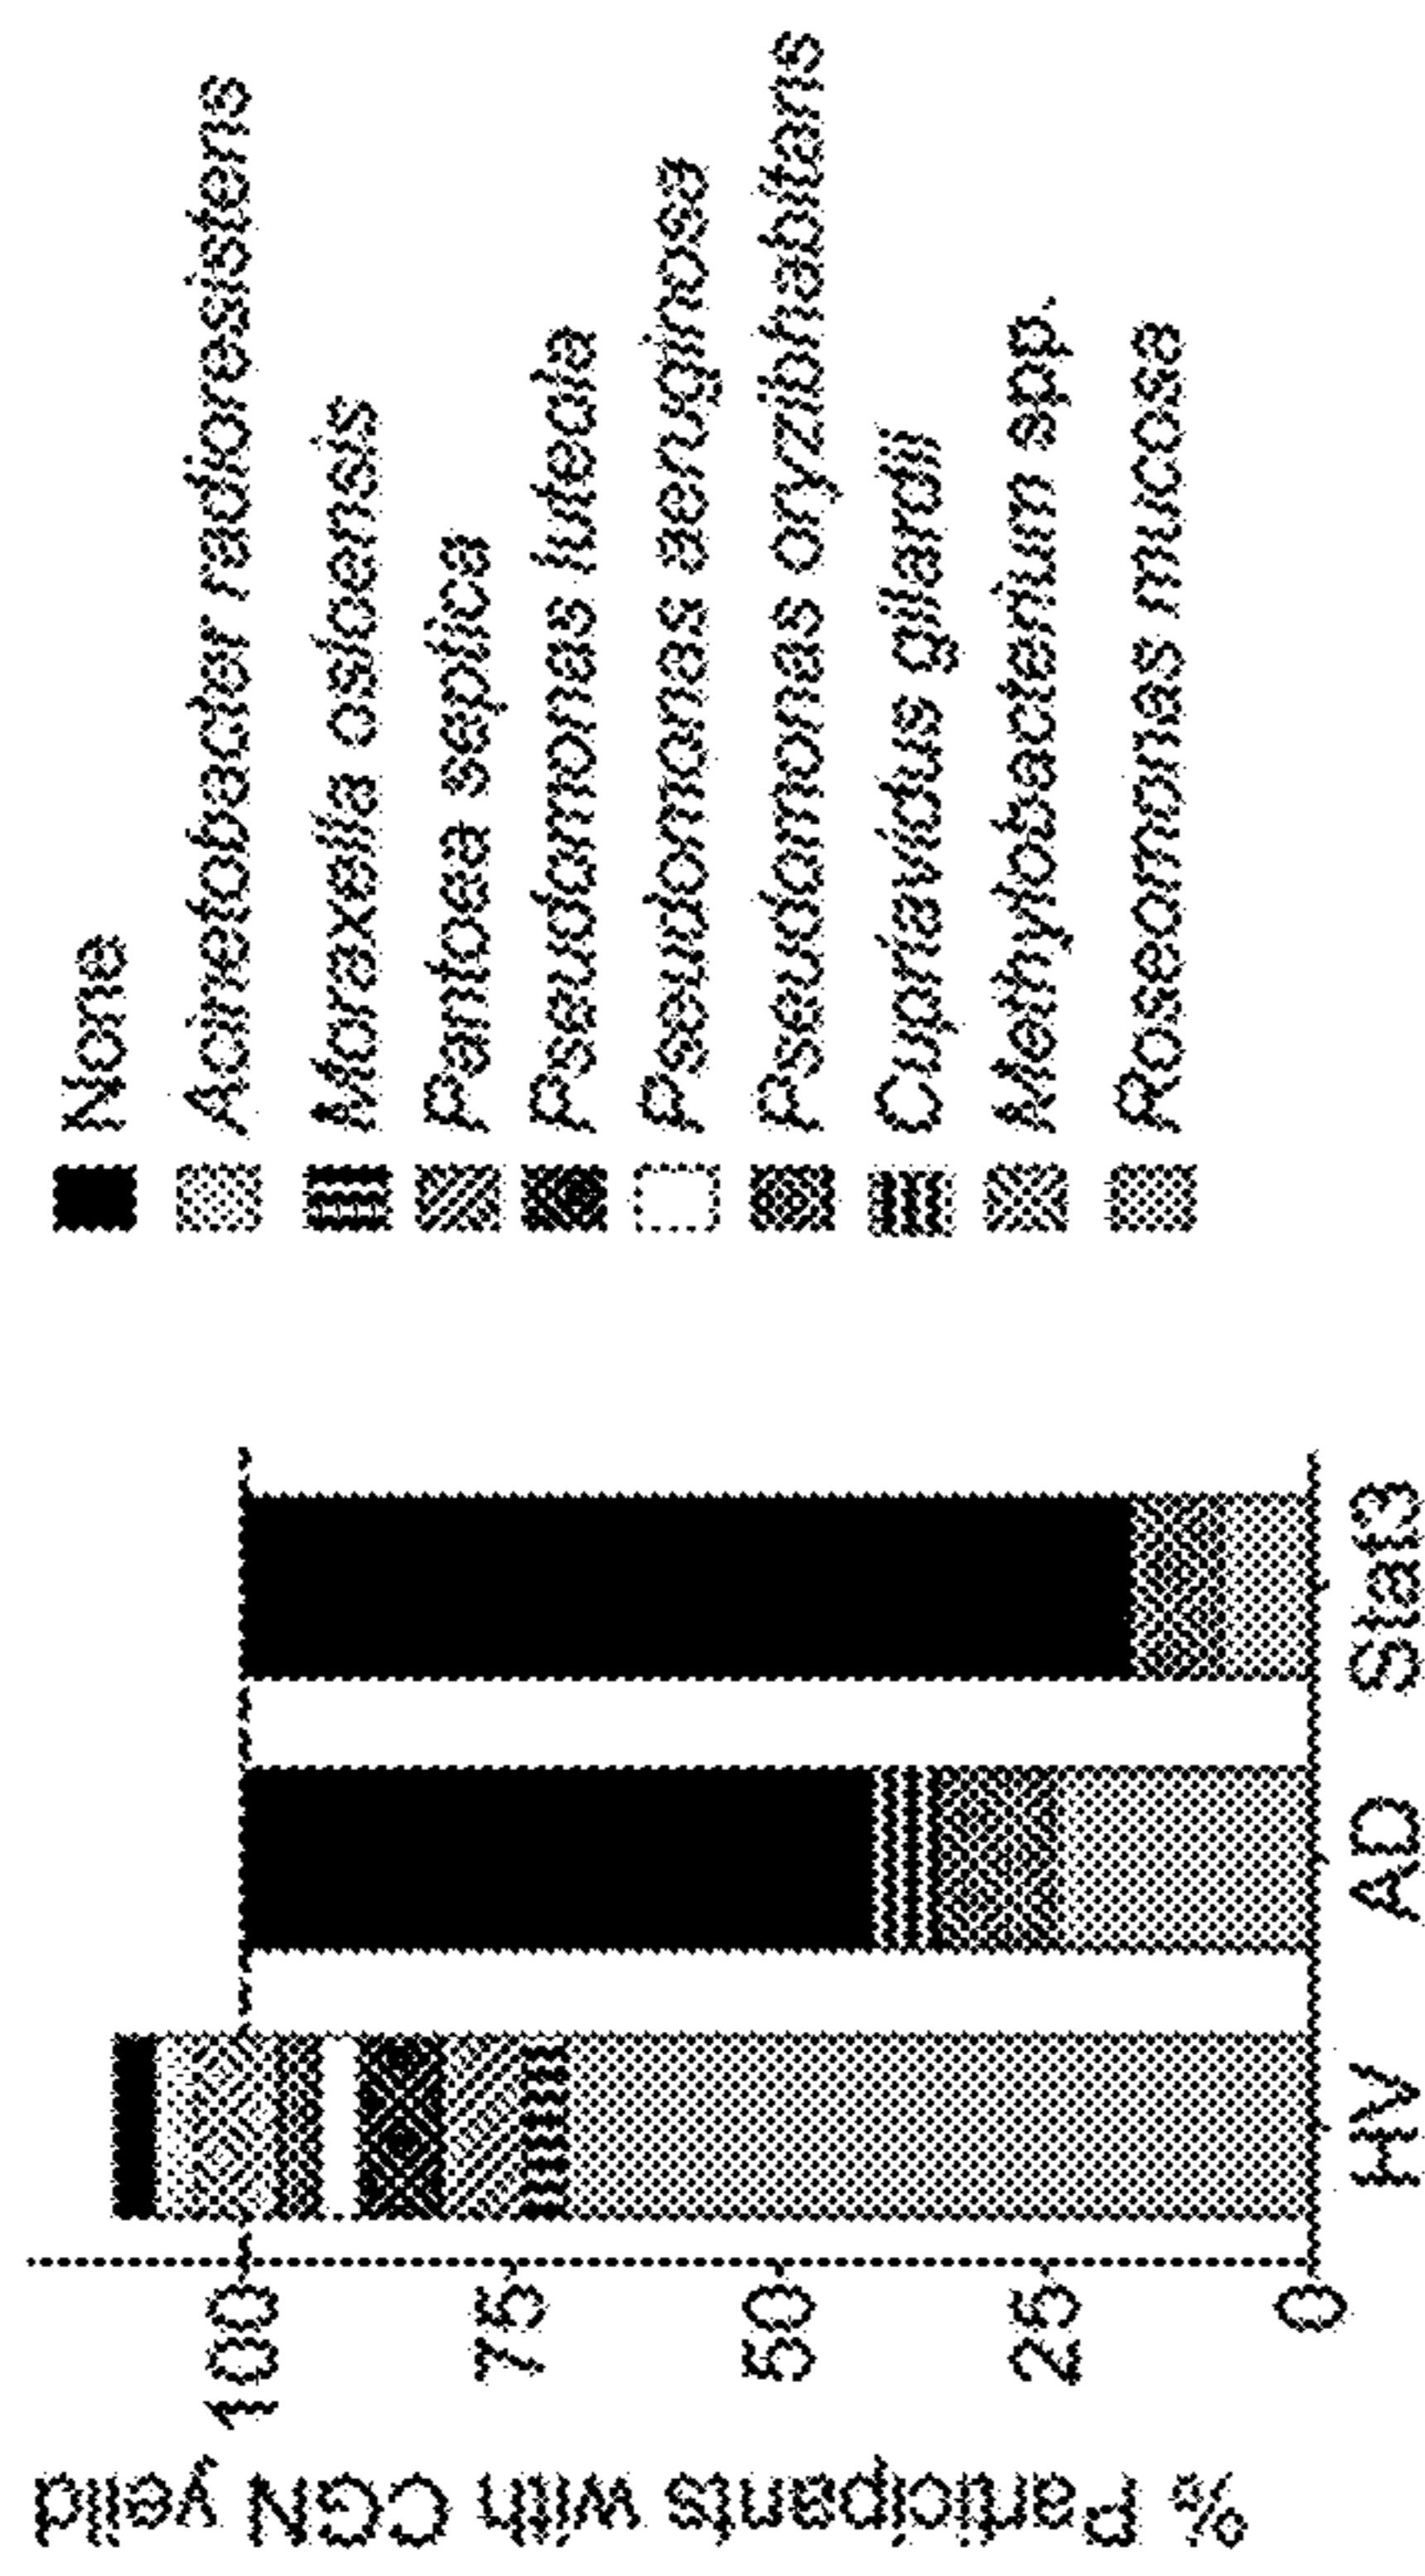 % Participants with CGN yeild
100
75
50
25
0
HV
AD
Stat3
None
Acinetobacter radioresistens
Moraxella osloensis
Pantoea septica
Pseudomonas luteola
Pseudomonas aeruginosa
Pseudomonas oryzibhabitans
Cupriavidus gilardii
Methylobacterium spp.
Roseomonas mucosa